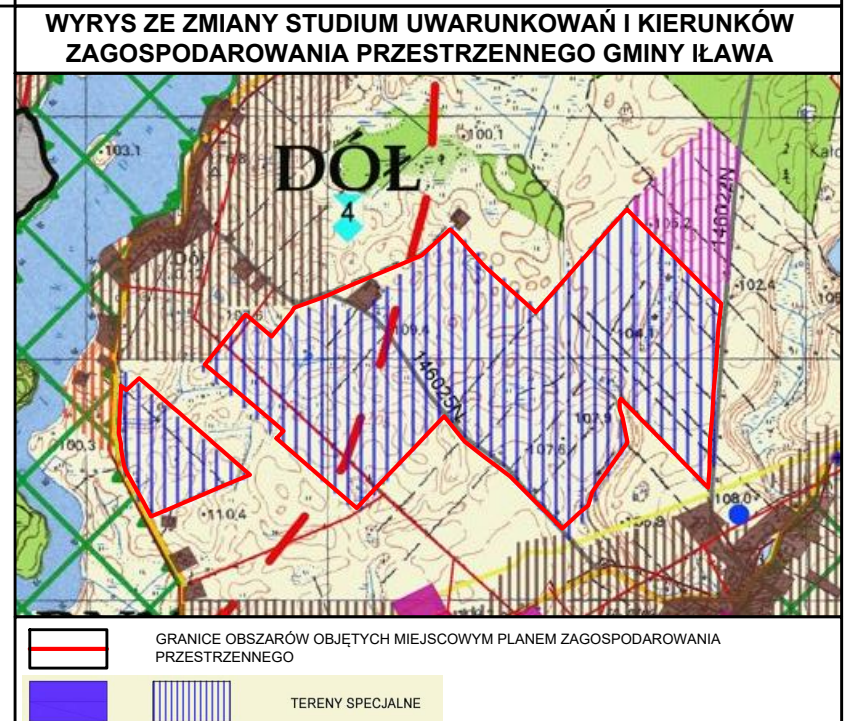 WYRYS ZE ZMIANY STUDIUM UWARUNKOWAŃ I KIERUNKÓW
ZAGOSPODAROWANIA PRZESTRZENNEGO GMINY IŁAWA
103.1
100.1
DÓŁ
4
146024N
105.2
102.4
109.4
104.1
146025N
107.9
107.6
100.3
110.4
108.0
GRANICE OBSZARÓW OBJĘTYCH MIEJSCOWYM PLANEM ZAGOSPODAROWANIA
PRZESTRZENNEGO
TERENY SPECJALNE